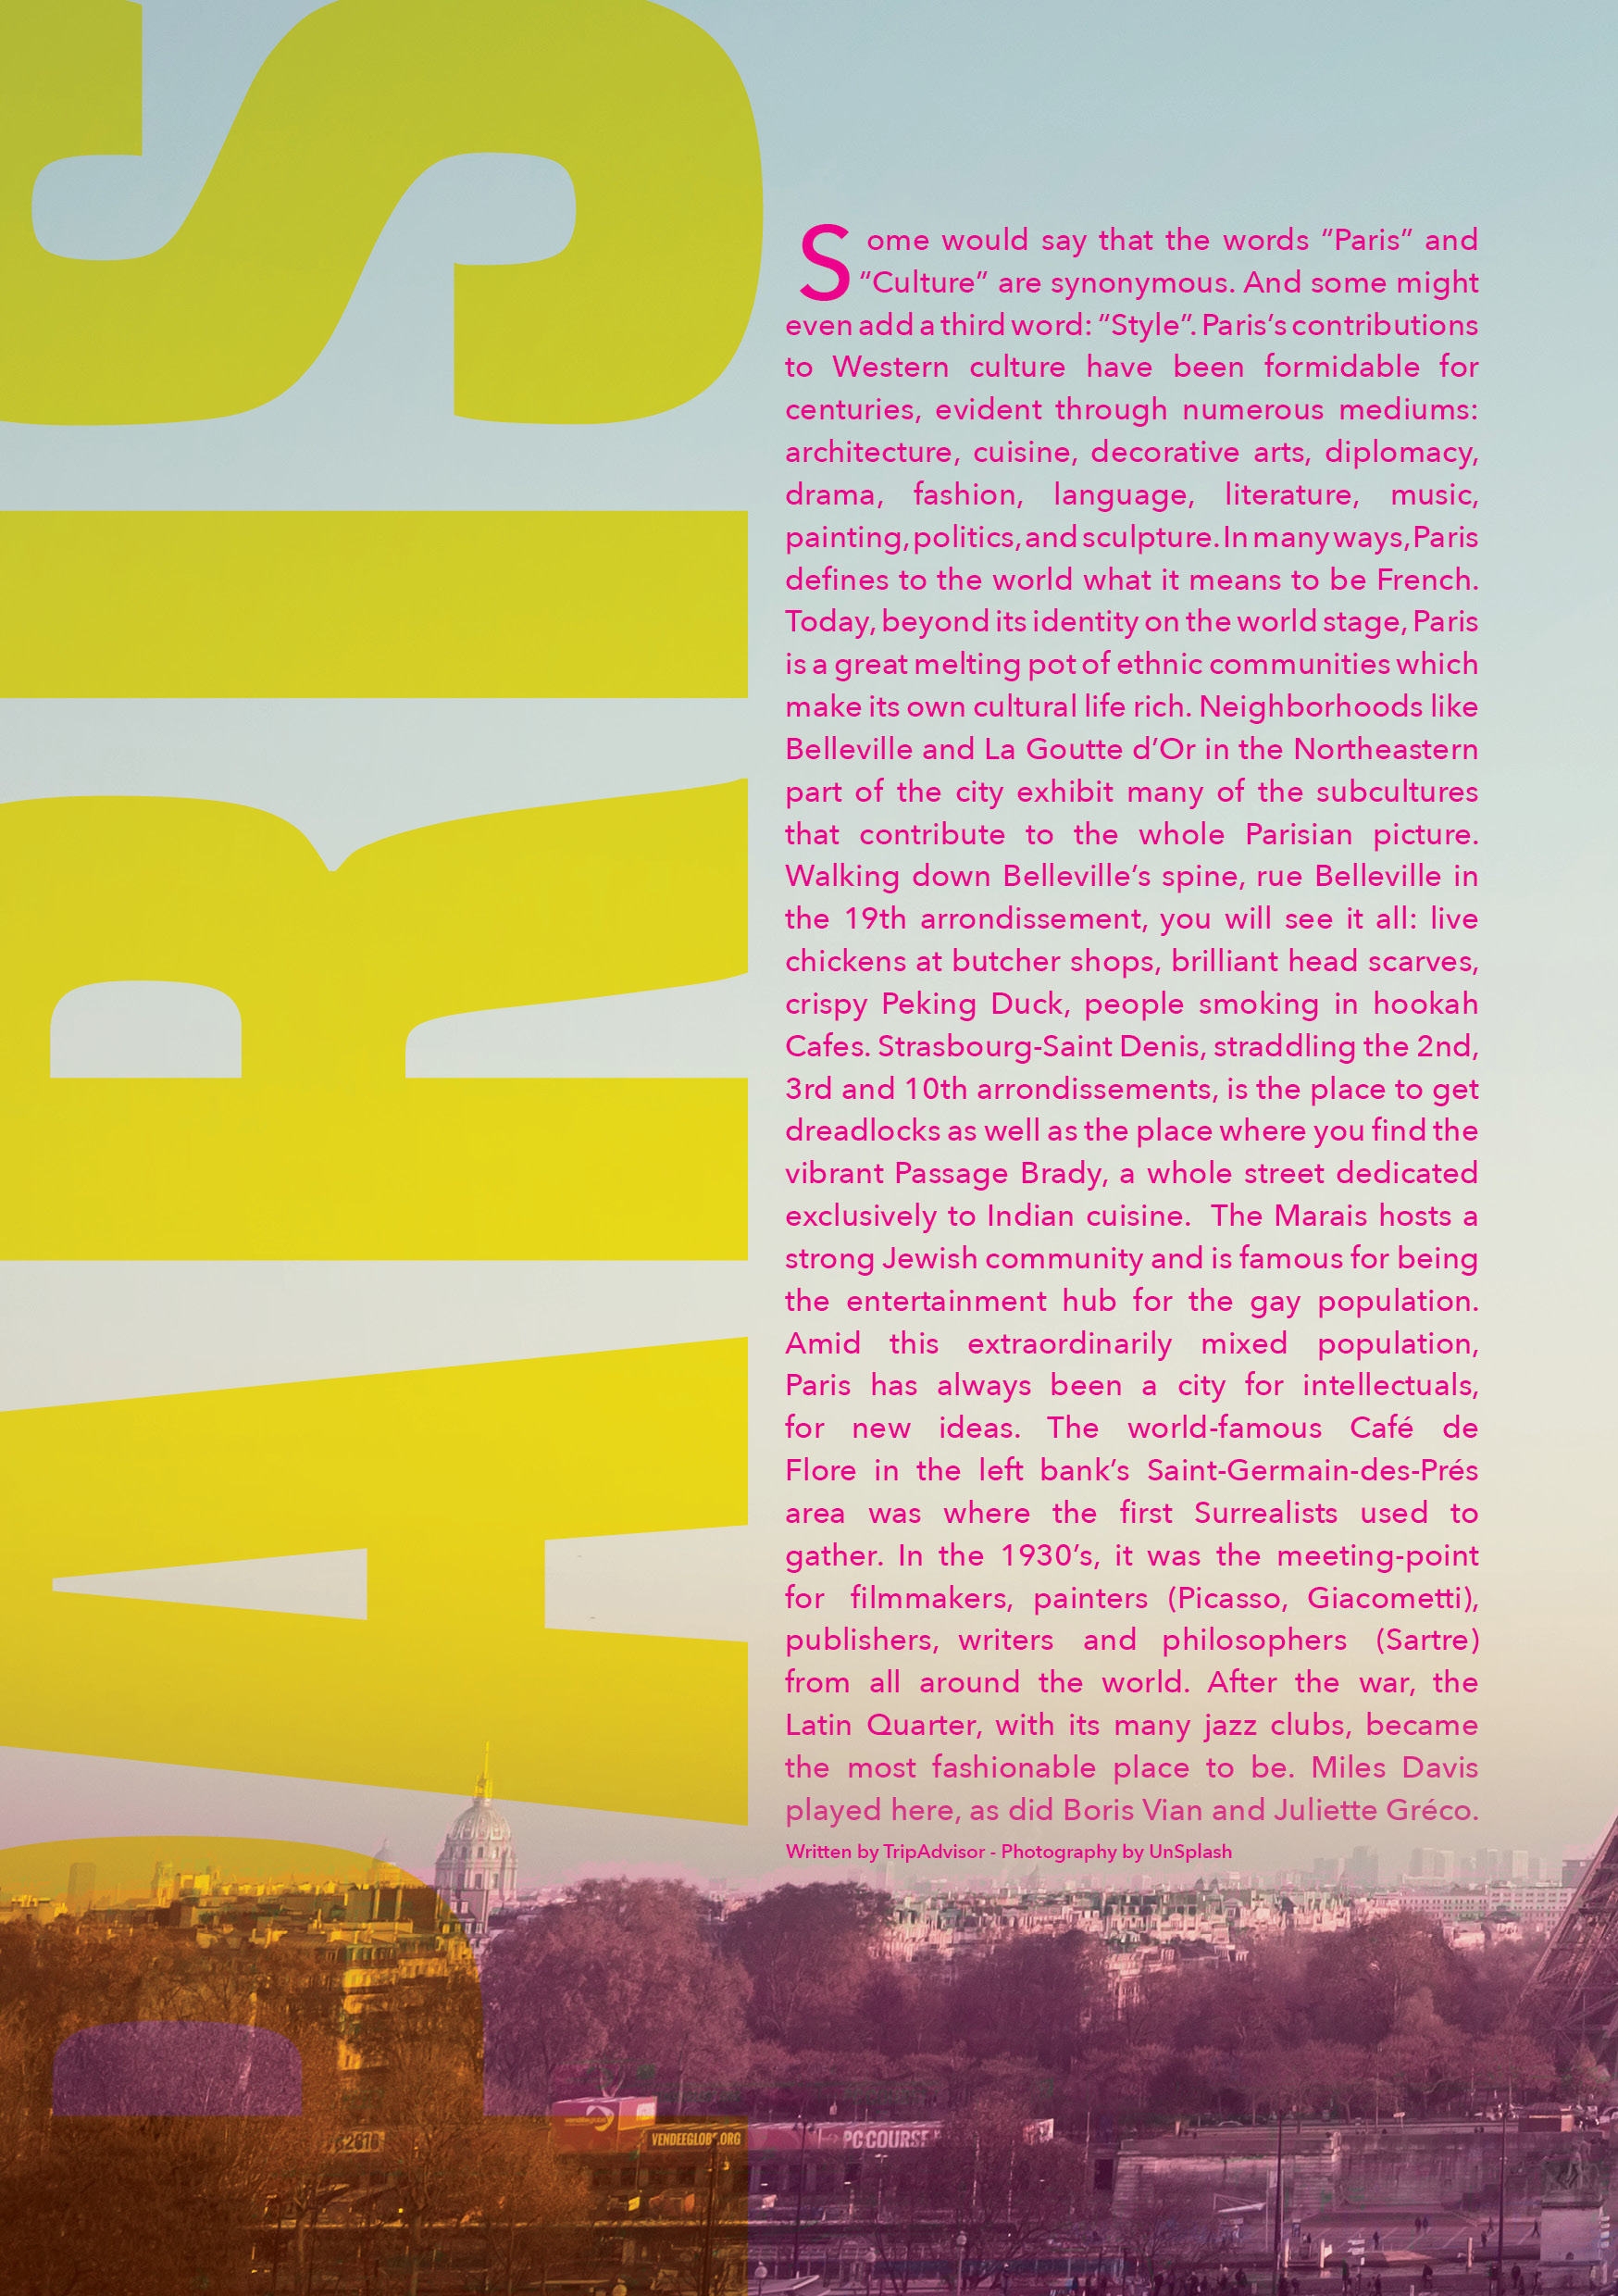 PARIS
Some would say that the words “Paris” and
“Culture” are synonymous. And some might
even add a third word: “Style”. Paris’s contributions
to Western culture have been formidable for
centuries, evident through numerous mediums:
architecture, cuisine, decorative arts, diplomacy,
drama, fashion, language, literature, music,
painting, politics, and sculpture. In many ways, Paris
defines to the world what it means to be French.
Today, beyond its identity on the world stage, Paris
is a great melting pot of ethnic communities which
make its own cultural life rich. Neighborhoods like
Belleville and La Goutte d’Or in the Northeastern
part of the city exhibit many of the subcultures
that contribute to the whole Parisian picture.
Walking down Belleville’s spine, rue Belleville in
the 19th arrondissement, you will see it all: live
chickens at butcher shops, brilliant head scarves,
crispy Peking Duck, people smoking in hookah
Cafes. Strasbourg-Saint Denis, straddling the 2nd,
3rd and 10th arrondissements, is the place to get
dreadlocks as well as the place where you find the
vibrant Passage Brady, a whole street dedicated
exclusively to Indian cuisine. The Marais hosts a
strong Jewish community and is famous for being
the entertainment hub for the gay population.
Amid this extraordinarily mixed population,
Paris has always been a city for intellectuals,
for new ideas. The world-famous Café de
Flore in the left bank’s Saint-Germain-des-Prés
area was where the first Surrealists used to
gather. In the 1930’s, it was the meeting-point
for filmmakers, painters (Picasso, Giacometti),
publishers, writers and philosophers (Sartre)
from all around the world. After the war, the
Latin Quarter, with its many jazz clubs, became
the most fashionable place to be. Miles Davis
played here, as did Boris Vian and Juliette Gréco.
Written by TripAdvisor - Photography by UnSplash
VENDEEGLOBE.ORG
PC COURSE